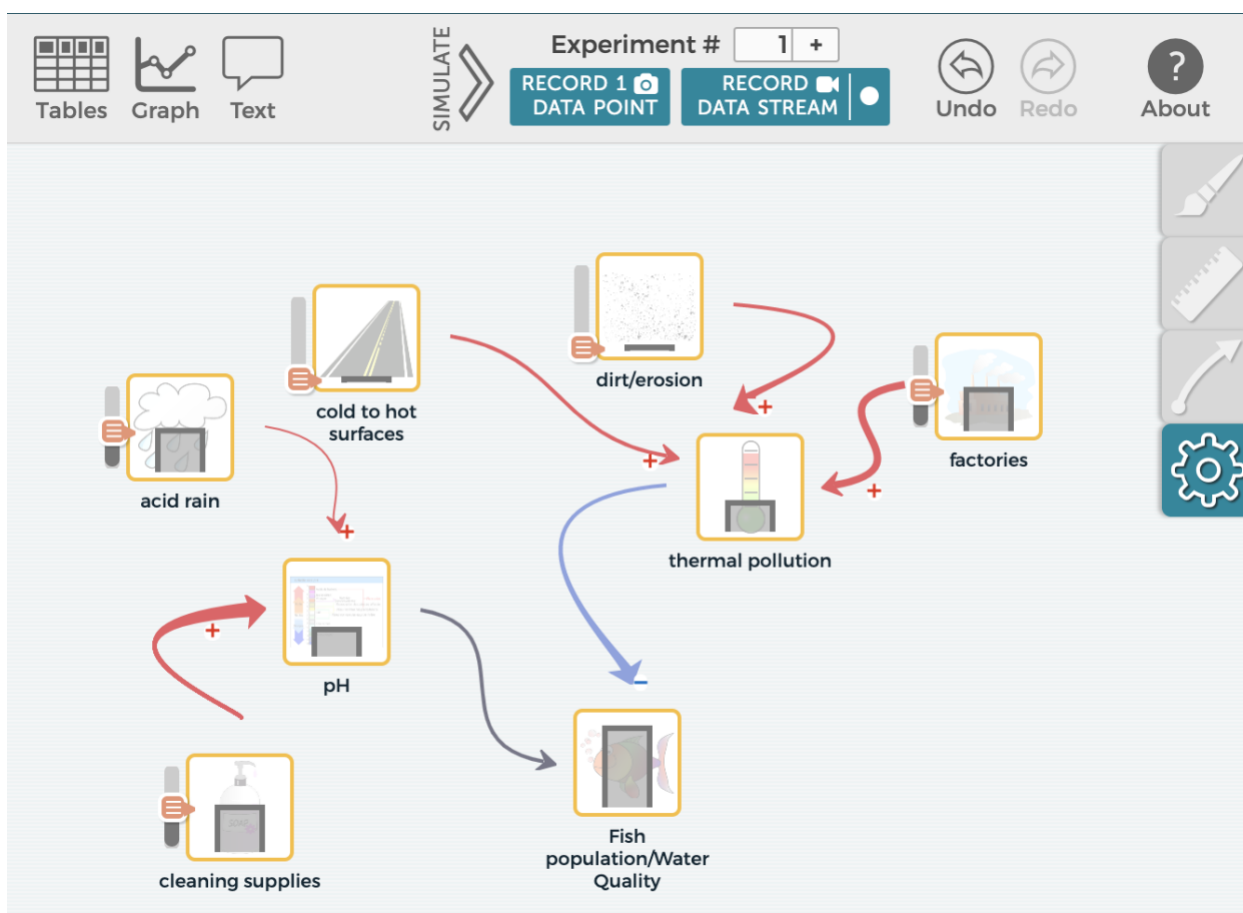 Tables
Graph
Text
SIMULATE
Experiment # 1 +
RECORD 1
DATA POINT
RECORD
DATA STREAM
Undo
Redo
?
About
dirt/erosion
+
cold to hot
surfaces
+
factories
+
acid rain
+
thermal pollution
+
pH
−
SOAP
cleaning supplies
Fish
population/Water
Quality